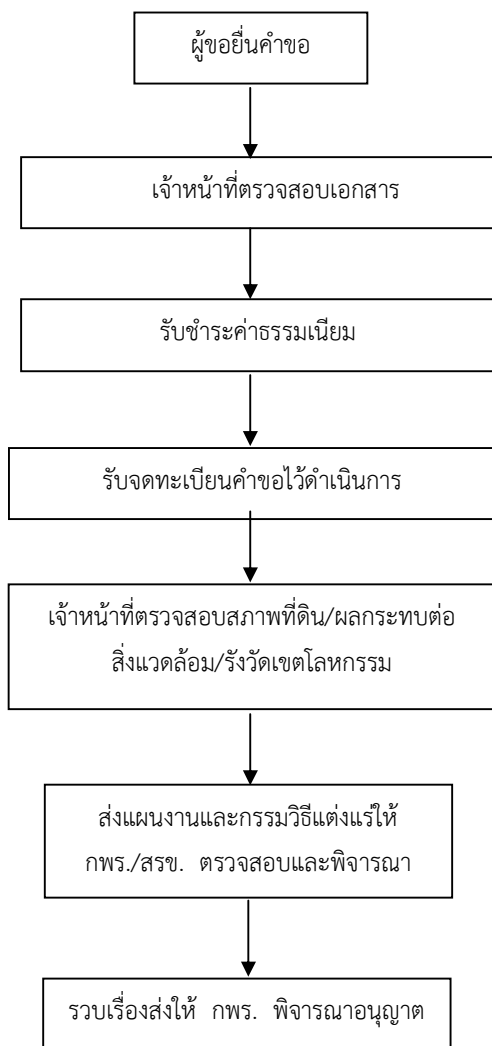 ผู้ขอยื่นคำขอ
เจ้าหน้าที่ตรวจสอบเอกสาร
รับชำระค่าธรรมเนียม
รับจดทะเบียนคำขอไว้ดำเนินการ
เจ้าหน้าที่ตรวจสอบสภาพที่ดิน/ผลกระทบต่อ
สิ่งแวดล้อม/รังวัดเขตโลหกรรม
ส่งแผนงานและกรรมวิธีแต่งแร่ให้
กพร./สรข. ตรวจสอบและพิจารณา
รวบเรื่องส่งให้ กพร. พิจารณาอนุญาต